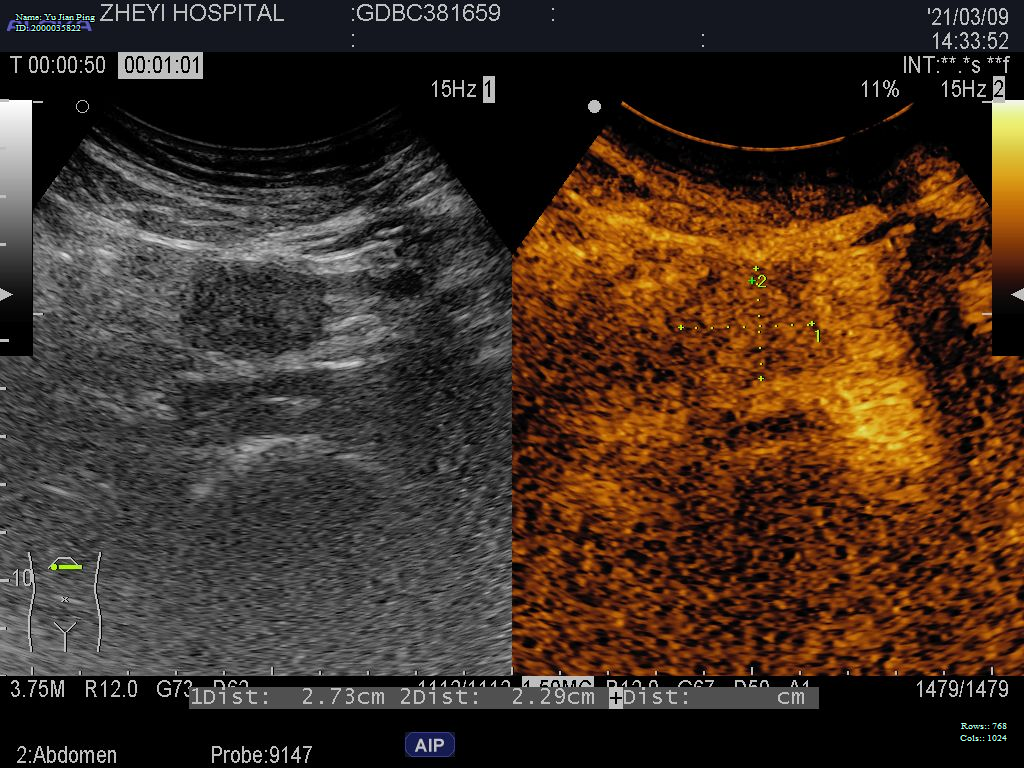 Name: Yu Jian Ping
ID: 2000035822
ZHEYI HOSPITAL :GDBC381659 :
'21/03/09
: : 14:33:52
T 00:00:50 00:01:01 INT:**.*s **f
15Hz 1 11% 15Hz 2
+2
1
-10
3.75M R12.0 G73 1479/1479
1Dist: 2.73cm 2Dist: 2.29cm +Dist: cm
Rows:: 768
Cols:: 1024
2:Abdomen Probe:9147 AIP